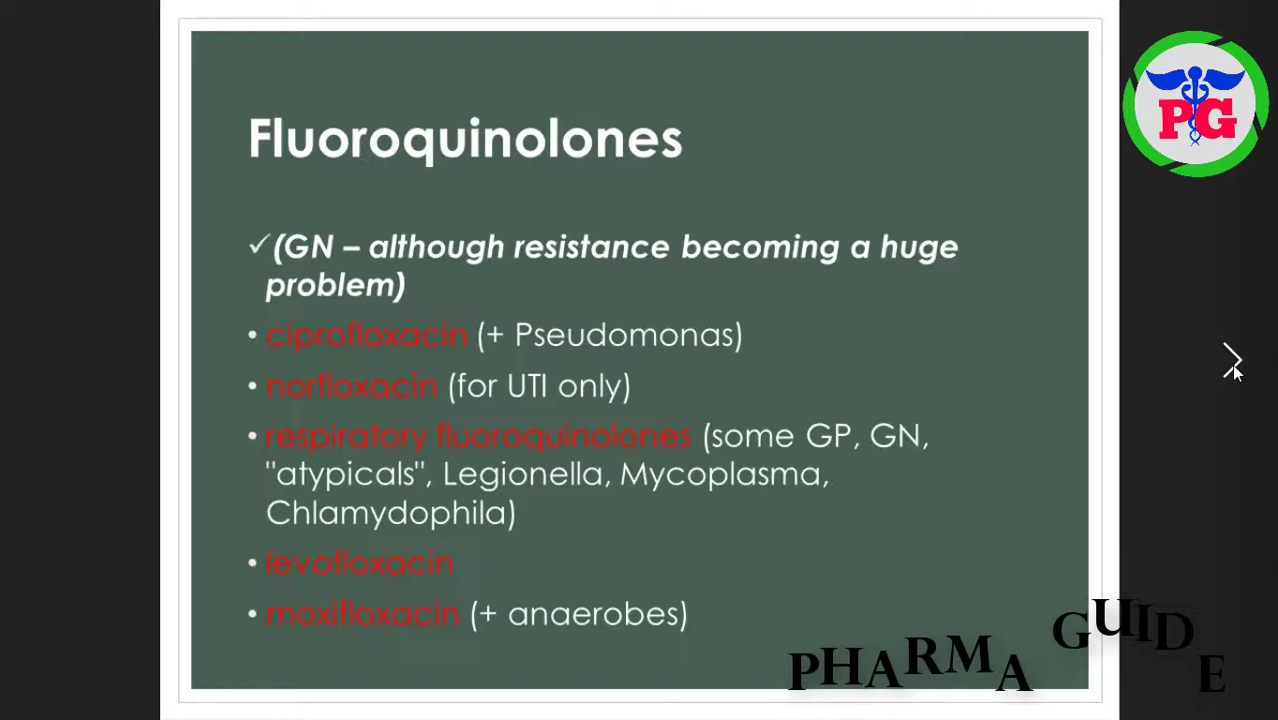 PG
Fluoroquinolones
✓(GN – although resistance becoming a huge
problem)
• ciprofloxacin (+ Pseudomonas)
• norfloxacin (for UTI only)
• respiratory fluoroquinolones (some GP, GN,
"atypicals", Legionella, Mycoplasma,
Chlamydophila)
• levofloxacin
• moxifloxacin (+ anaerobes)
PHARMA GUIDE